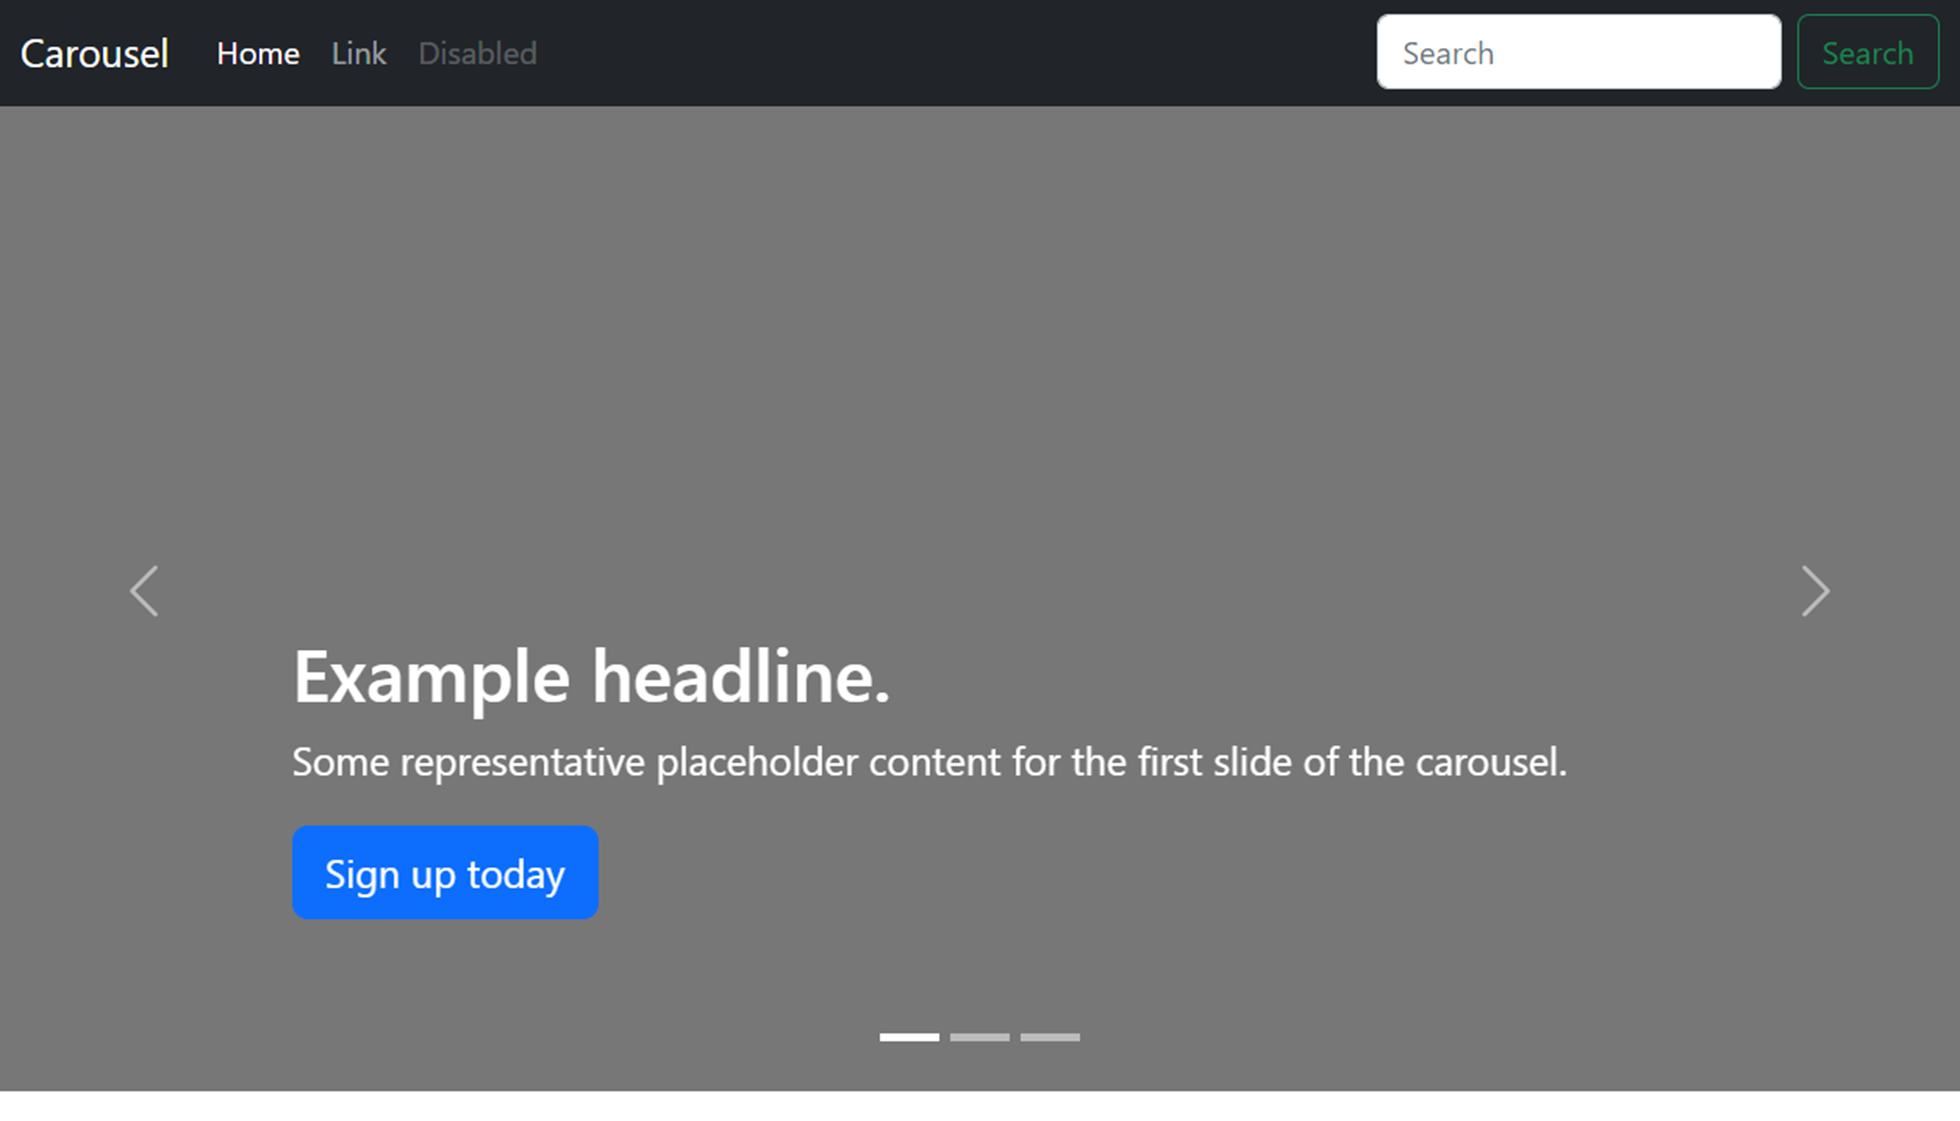 Carousel Home Link Disabled Search Search
Example headline.
Some representative placeholder content for the first slide of the carousel.
Sign up today